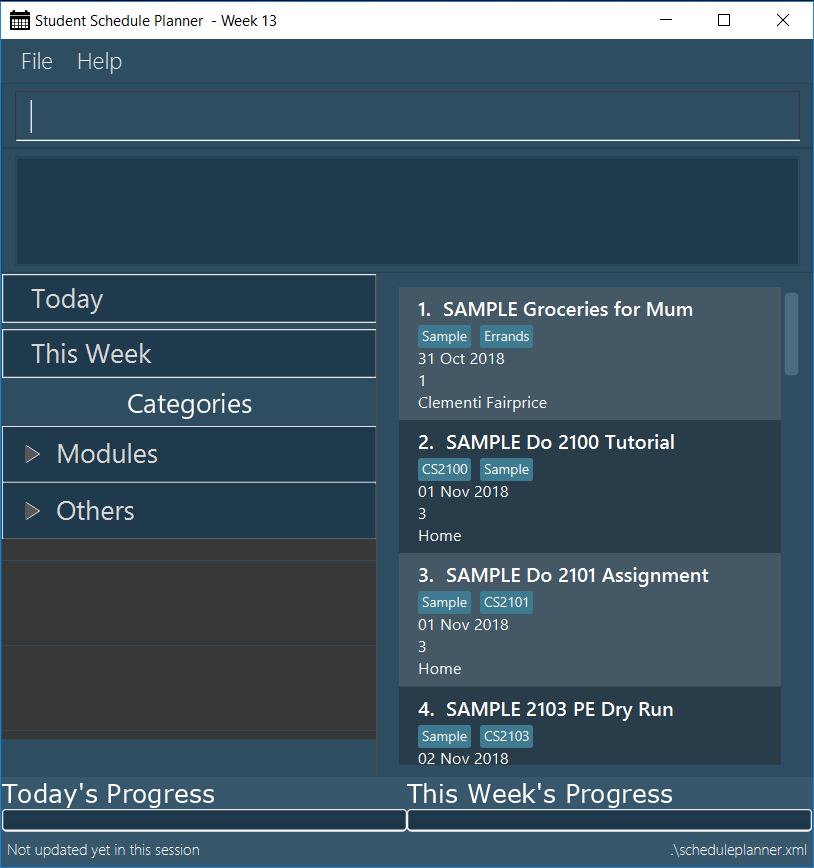 Student Schedule Planner - Week 13
File Help
Today
This Week
Categories
Modules
Others
1. SAMPLE Groceries for Mum
Sample Errands
31 Oct 2018
1
Clementi Fairprice
2. SAMPLE Do 2100 Tutorial
CS2100 Sample
01 Nov 2018
3
Home
3. SAMPLE Do 2101 Assignment
Sample CS2101
01 Nov 2018
3
Home
4. SAMPLE 2103 PE Dry Run
Sample CS2103
02 Nov 2018
Today's Progress
This Week's Progress
Not updated yet in this session
.\scheduleplanner.xml